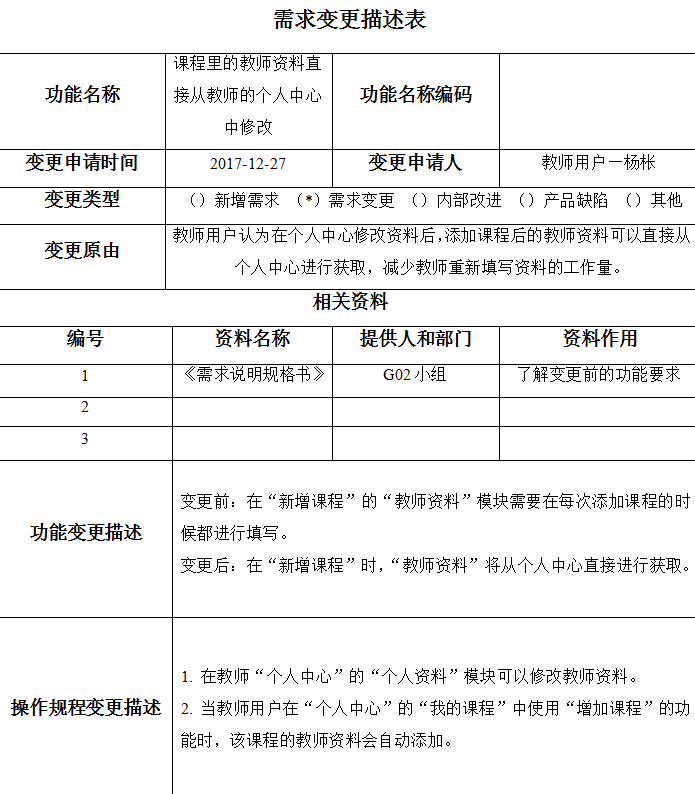 需求变更描述表
功能名称
课程里的教师资料直
接从教师的个人中心
中修改
功能名称编码
变更申请时间
2017-12-27
变更申请人
教师用户—杨枨
变更类型
（）新增需求 （*）需求变更 （）内部改进 （）产品缺陷 （）其他
变更原由
教师用户认为在个人中心修改资料后，添加课程后的教师资料可以直接从
个人中心进行获取，减少教师重新填写资料的工作量。
相关资料
编号
资料名称
提供人和部门
资料作用
1
《需求说明规格书》
G02 小组
了解变更前的功能要求
2
3
功能变更描述
变更前：在“新增课程”的“教师资料”模块需要在每次添加课程的时
候都进行填写。
变更后：在“新增课程”时，“教师资料”将从个人中心直接进行获取。
操作规程变更描述
1. 在教师“个人中心”的“个人资料”模块可以修改教师资料。
2. 当教师用户在“个人中心”的“我的课程”中使用“增加课程”的功
能时，该课程的教师资料会自动添加。